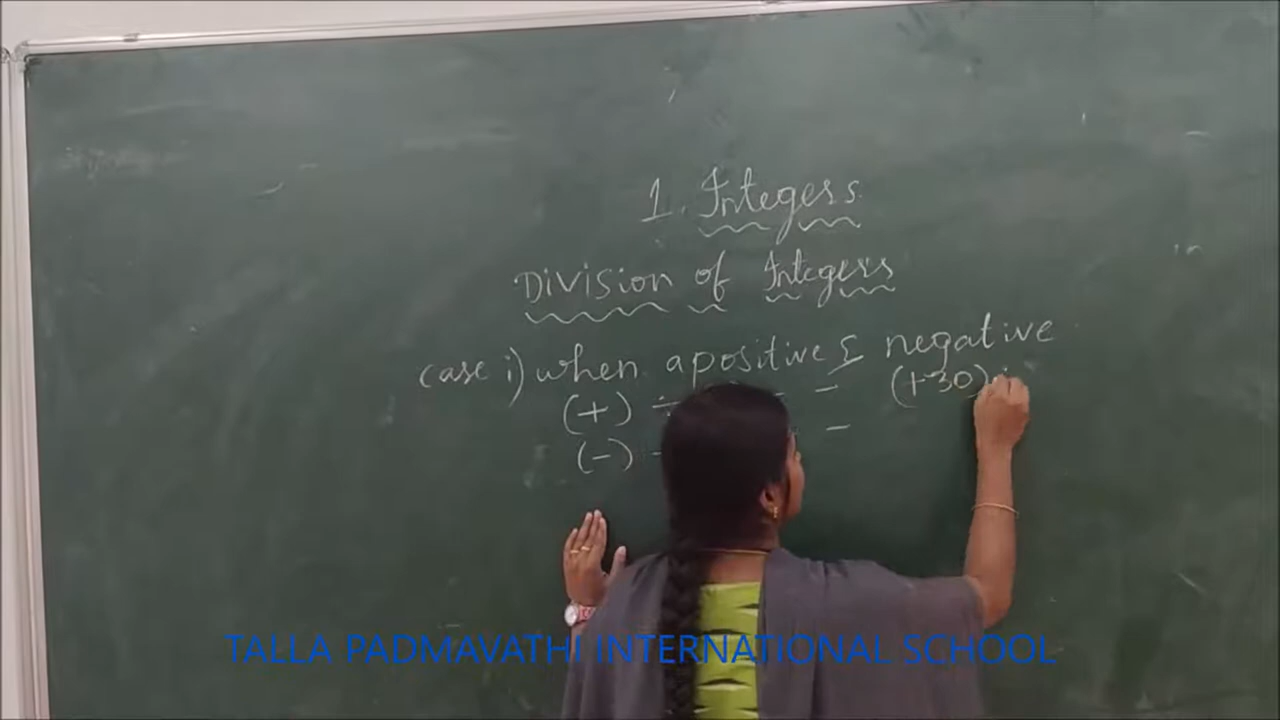 1. Integers
Division of Integers
case i) when a positive & negative
(+) ÷ - (+30)
(-) -
TALLA PADMAVATHI INTERNATIONAL SCHOOL